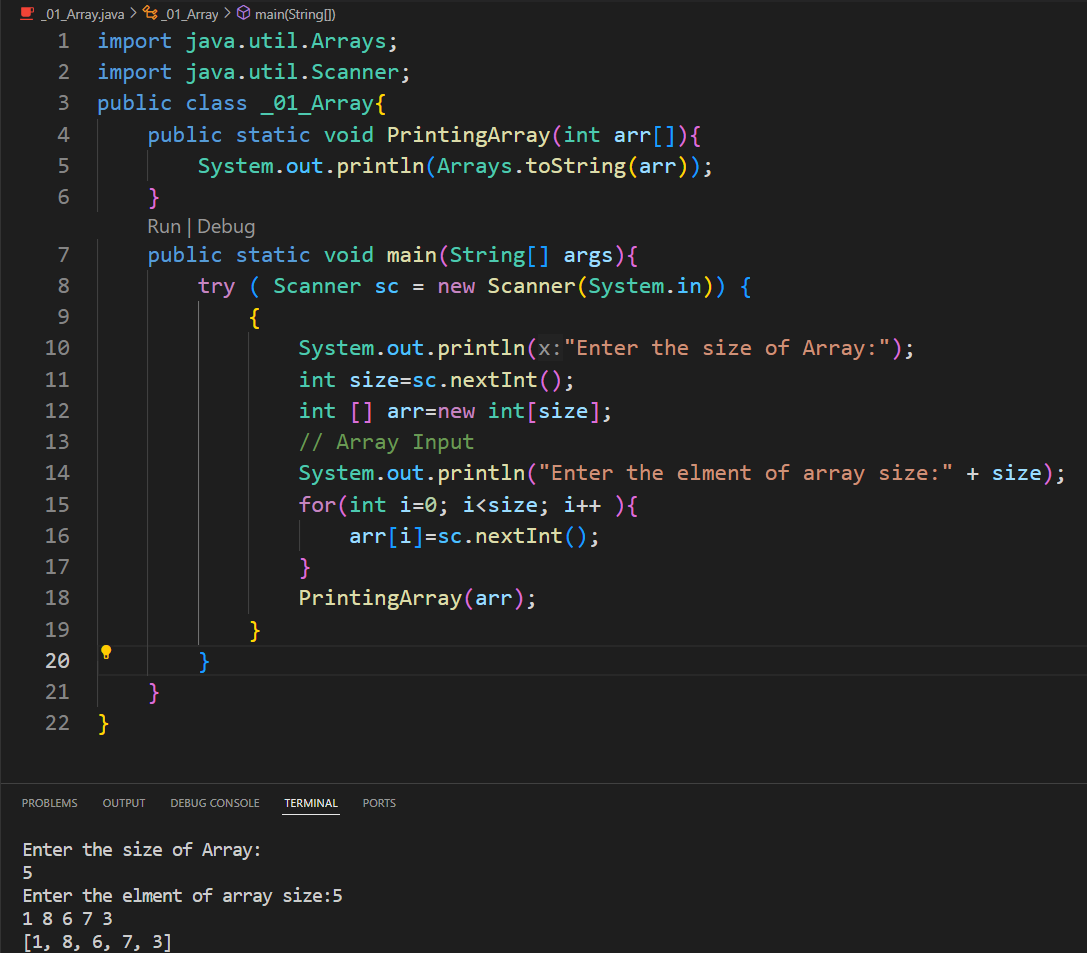 _01_Array.java > _01_Array > main(String[])
1 import java.util.Arrays;
2 import java.util.Scanner;
3 public class _01_Array{
4     public static void PrintingArray(int arr[]){
5         System.out.println(Arrays.toString(arr));
6     }
Run | Debug
7     public static void main(String[] args){
8         try ( Scanner sc = new Scanner(System.in)) {
9             {
10                 System.out.println(x:"Enter the size of Array:");
11                 int size=sc.nextInt();
12                 int [] arr=new int[size];
13                 // Array Input
14                 System.out.println("Enter the elment of array size:" + size);
15                 for(int i=0; i<size; i++ ){
16                     arr[i]=sc.nextInt();
17                 }
18                 PrintingArray(arr);
19             }
20         }
21     }
22 }
PROBLEMS OUTPUT DEBUG CONSOLE TERMINAL PORTS
Enter the size of Array:
5
Enter the elment of array size:5
1 8 6 7 3
[1, 8, 6, 7, 3]